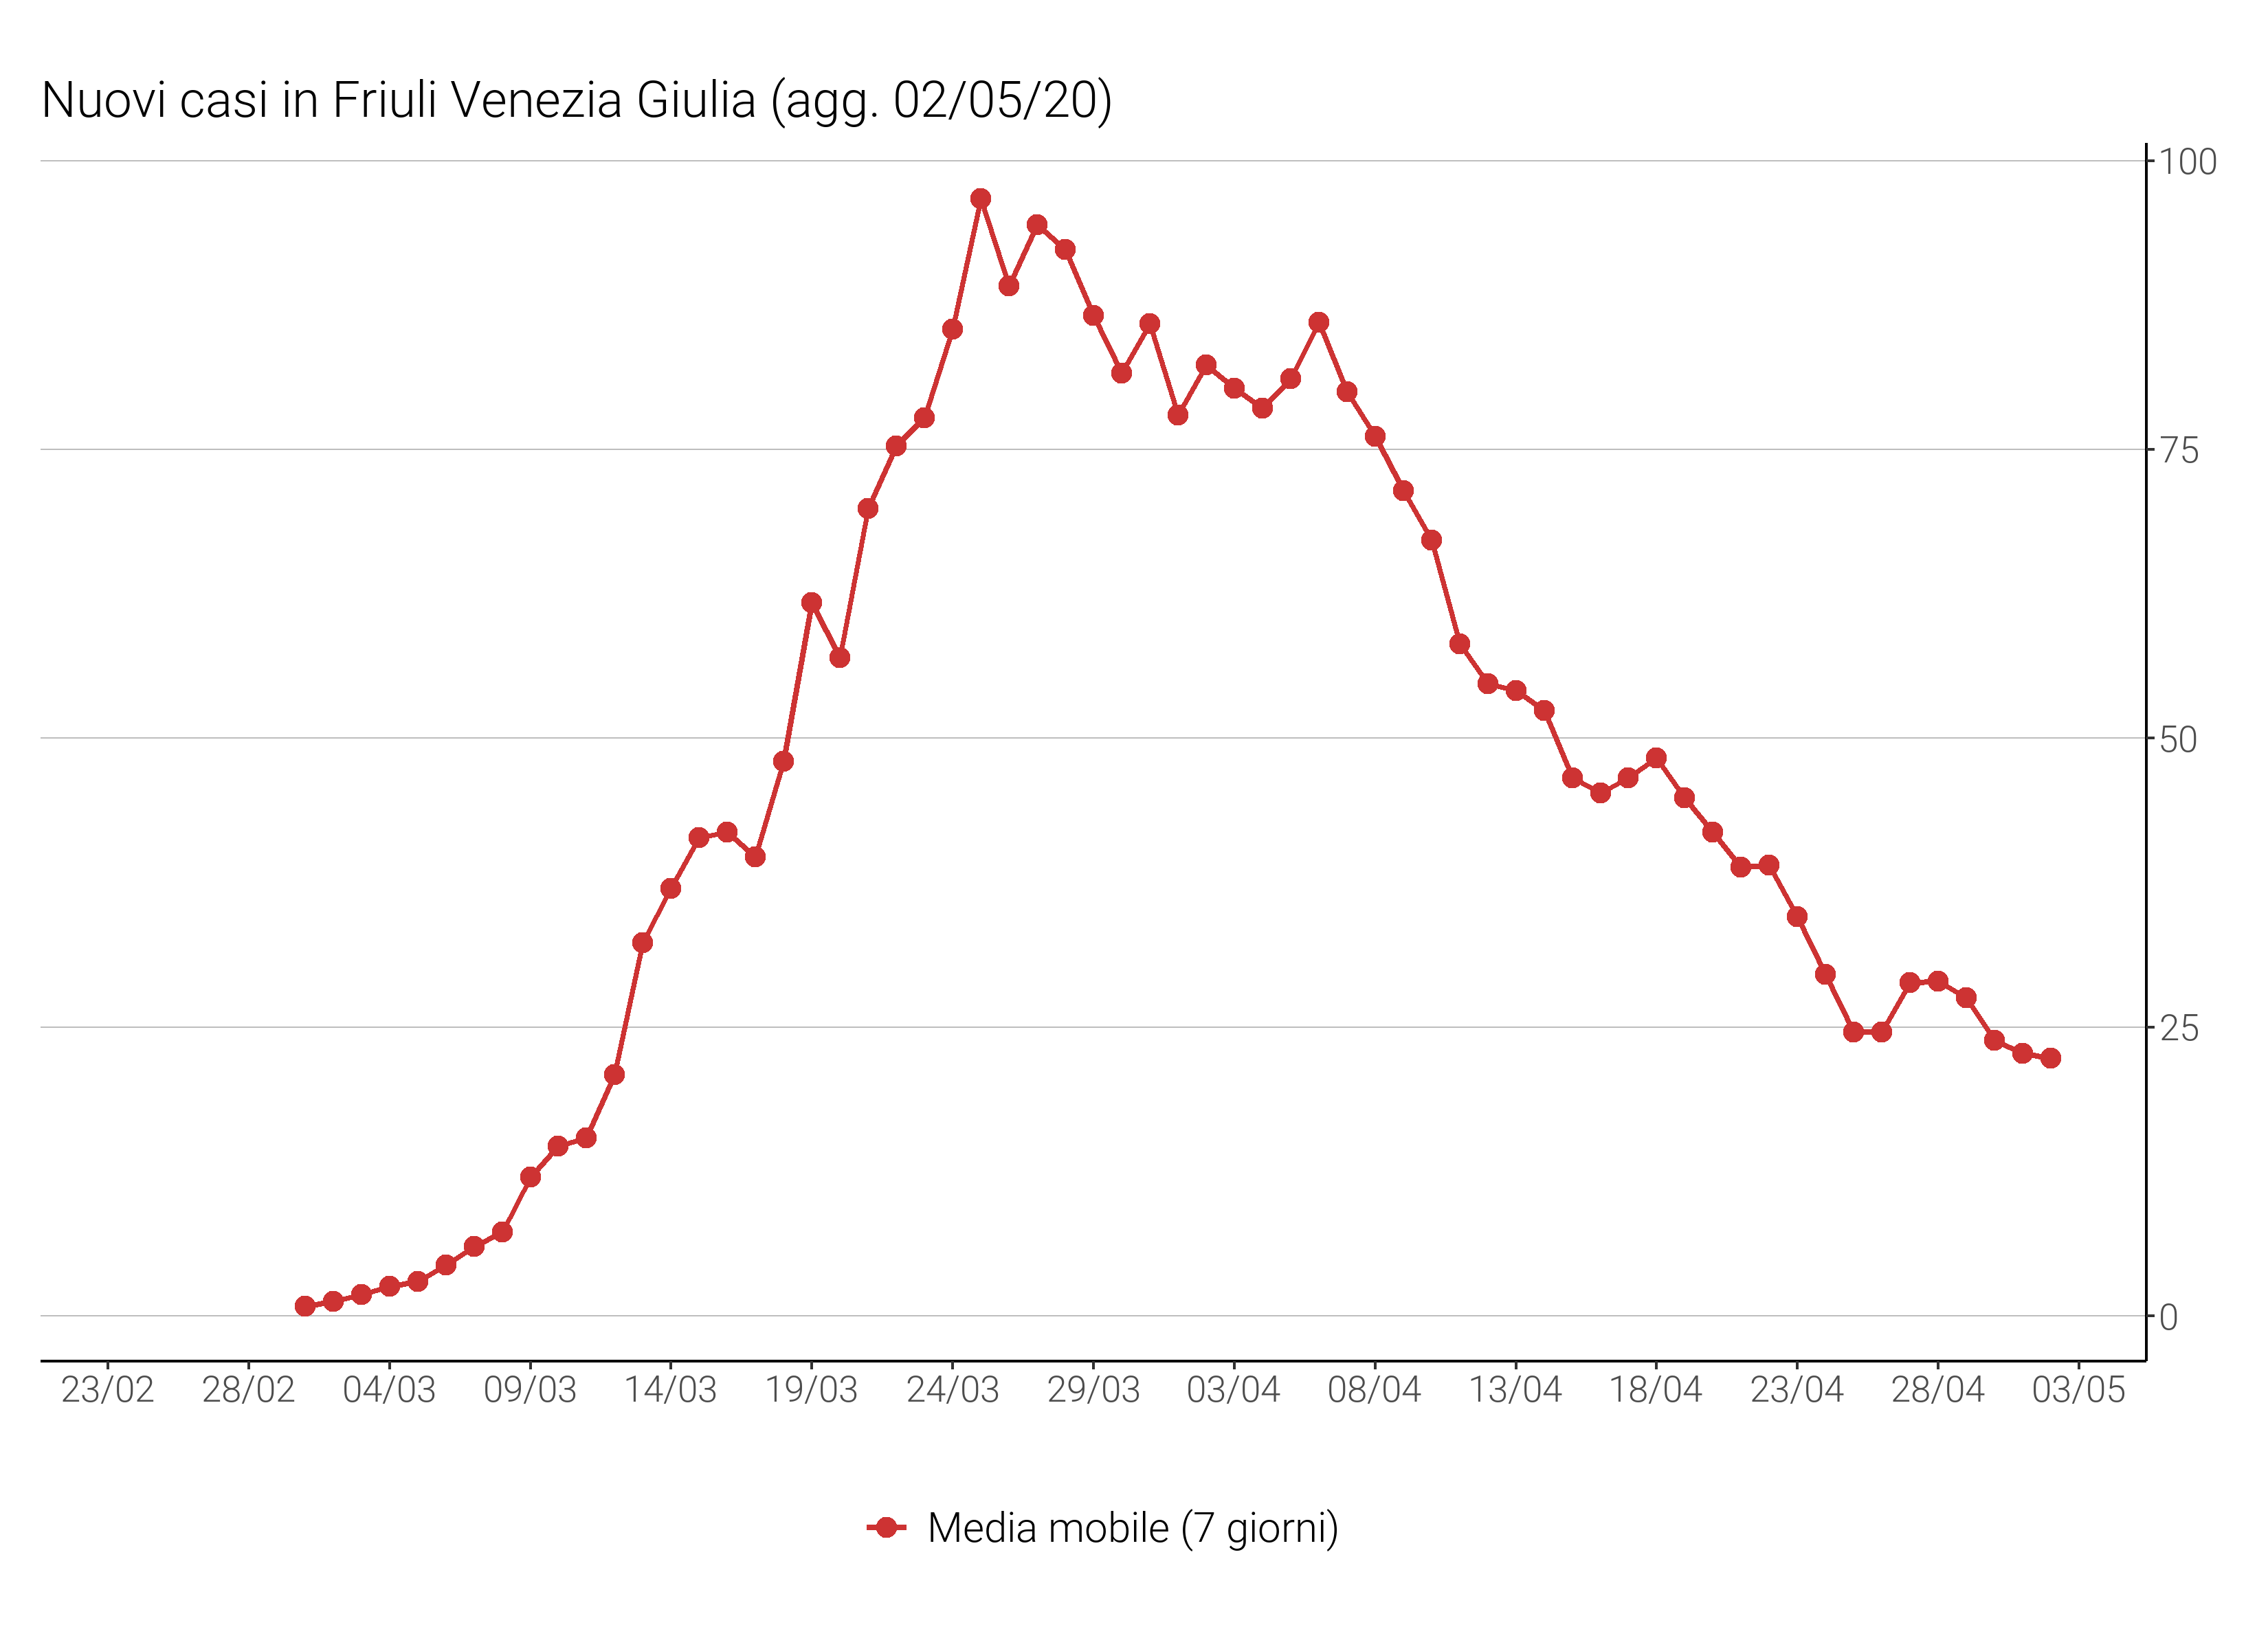 Nuovi casi in Friuli Venezia Giulia (agg. 02/05/20)
100
75
50
25
0
23/02 28/02 04/03 09/03 14/03 19/03 24/03 29/03 03/04 08/04 13/04 18/04 23/04 28/04 03/05
Media mobile (7 giorni)